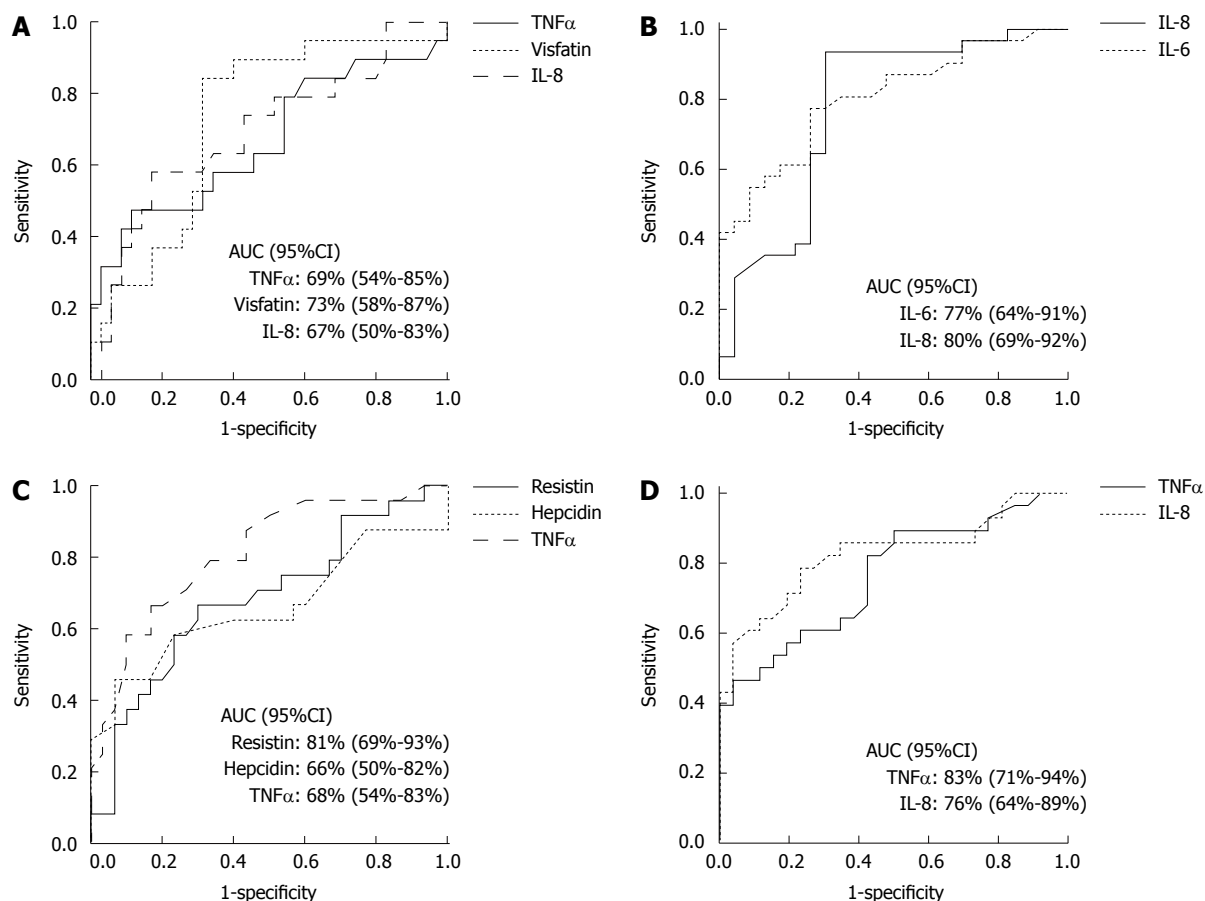 A
TNFα
Visfatin
IL-8
1.0
0.8
0.6
0.4
0.2
0.0
Sensitivity
AUC (95%CI)
TNFα: 69% (54%-85%)
Visfatin: 73% (58%-87%)
IL-8: 67% (50%-83%)
0.0 0.2 0.4 0.6 0.8 1.0
1-specificity
B
IL-8
IL-6
1.0
0.8
0.6
0.4
0.2
0.0
Sensitivity
AUC (95%CI)
IL-6: 77% (64%-91%)
IL-8: 80% (69%-92%)
0.0 0.2 0.4 0.6 0.8 1.0
1-specificity
C
Resistin
Hepcidin
TNFα
1.0
0.8
0.6
0.4
0.2
0.0
Sensitivity
AUC (95%CI)
Resistin: 81% (69%-93%)
Hepcidin: 66% (50%-82%)
TNFα: 68% (54%-83%)
0.0 0.2 0.4 0.6 0.8 1.0
1-specificity
D
TNFα
IL-8
1.0
0.8
0.6
0.4
0.2
0.0
Sensitivity
AUC (95%CI)
TNFα: 83% (71%-94%)
IL-8: 76% (64%-89%)
0.0 0.2 0.4 0.6 0.8 1.0
1-specificity